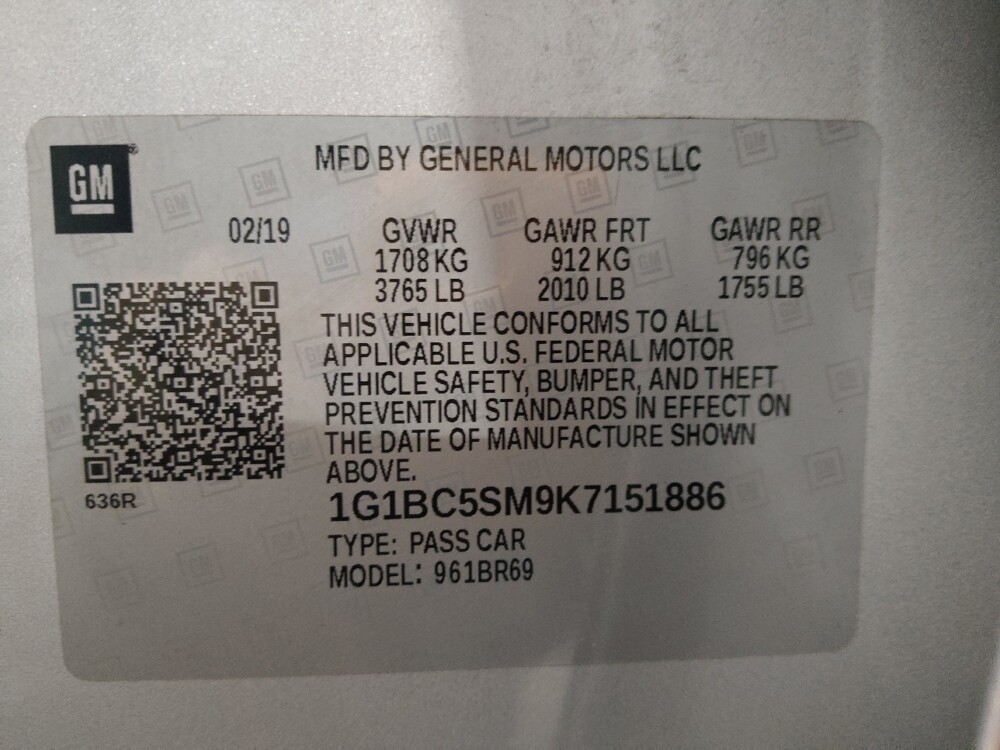 GM
MFD BY GENERAL MOTORS LLC
02/19 GVWR GAWR FRT GAWR RR
1708 KG 912 KG 796 KG
3765 LB 2010 LB 1755 LB
THIS VEHICLE CONFORMS TO ALL
APPLICABLE U.S. FEDERAL MOTOR
VEHICLE SAFETY, BUMPER, AND THEFT
PREVENTION STANDARDS IN EFFECT ON
THE DATE OF MANUFACTURE SHOWN
ABOVE.
636R
1G1BC5SM9K7151886
TYPE: PASS CAR
MODEL: 961BR69